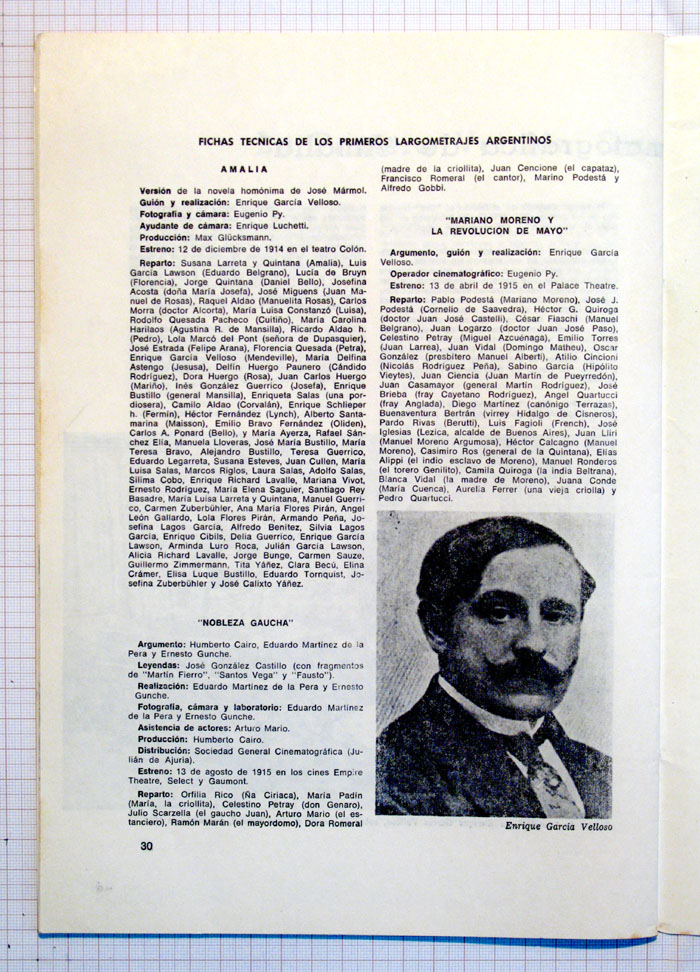 FICHAS TECNICAS DE LOS PRIMEROS LARGOMETRAJES ARGENTINOS
AMALIA
Versión de la novela homónima de José Mármol.
Guión y realización: Enrique García Velloso.
Fotografía y cámara: Eugenio Py.
Ayudante de cámara: Enrique Luchetti.
Producción: Max Glücksmann.
Estreno: 12 de diciembre de 1914 en el teatro Colón.
Reparto: Susana Larreta y Quintana (Amalia), Luis
García Lawson (Eduardo Belgrano), Lucía de Bruyn
(Florencia), Jorge Quintana (Daniel Bello), Josefina
Acosta (doña María Josefa), José Miguens (Juan Ma-
nuel de Rosas), Raquel Aldao (Manuelita Rosas), Carlos
Morra (doctor Alcorta), María Luisa Constanzó (Luisa),
Rodolfo Quesada Pacheco (Cuitiño), María Carolina
Harilaos (Agustina R. de Mansilla), Ricardo Aldao h.
(Pedro), Lola Marcó del Pont (señora de Dupasquier),
José Estrada (Felipe Arana), Florencia Quesada (Petra),
Enrique García Velloso (Mendeville), María Delfina
Astengo (Jesusa), Delfín Huergo Paunero (Cándido
Rodríguez), Dora Huergo (Rosa), Juan Carlos Huergo
(Mariño), Inés González Guerrico (Josefa), Enrique
Bustillo (general Mansilla), Enriqueta Salas (una por-
diosera), Camilo Aldao (Corvalán), Enrique Schlieper
h. (Fermín), Héctor Fernández (Lynch), Alberto Santa-
marina (Maisson), Emilio Bravo Fernández (Oliden),
Carlos A. Ponard (Bello), y María Ayerza, Rafael Sán-
chez Elía, Manuela Lloveras, José María Bustillo, María
Teresa Bravo, Alejandro Bustillo, Teresa Guerrico,
Eduardo Legarreta, Susana Esteves, Juan Cullen, María
Luisa Salas, Marcos Riglos, Laura Salas, Adolfo Salas,
Silima Cobo, Enrique Richard Lavalle, Mariana Vivot,
Ernesto Rodríguez, María Elena Saguier, Santiago Rey
Basadre, María Luisa Larreta y Quintana, Manuel Guerri-
co, Carmen Zuberbühler, Ana María Flores Pirán, Angel
León Gallardo, Lola Flores Pirán, Armando Peña, Jo-
sefina Lagos García, Alfredo Benítez, Silvia Lagos
García, Enrique Cibils, Delia Guerrico, Enrique García
Lawson, Arminda Luro Roca, Julián García Lawson,
Alicia Richard Lavalle, Jorge Bunge, Carmen Sauze,
Guillermo Zimmermann, Tita Yáñez, Clara Becú, Elina
Crámer, Elisa Luque Bustillo, Eduardo Tornquist, Jo-
sefina Zuberbühler y José Calixto Yáñez.
"NOBLEZA GAUCHA"
Argumento: Humberto Cairo, Eduardo Martínez de la
Pera y Ernesto Gunche.
Leyendas: José González Castillo (con fragmentos
de "Martín Fierro", "Santos Vega" y "Fausto").
Realización: Eduardo Martínez de la Pera y Ernesto
Gunche.
Fotografía, cámara y laboratorio: Eduardo Martínez
de la Pera y Ernesto Gunche.
Asistencia de actores: Arturo Mario.
Producción: Humberto Cairo.
Distribución: Sociedad General Cinematográfica (Ju-
lián de Ajuria).
Estreno: 13 de agosto de 1915 en los cines Empire
Theatre, Select y Gaumont.
Reparto: Orfilia Rico (Ña Ciriaca), María Padín
(María, la criollita), Celestino Petray (don Genaro),
Julio Scarzella (el gaucho Juan), Arturo Mario (el es-
tanciero), Ramón Marán (el mayordomo), Dora Romeral
(madre de la criollita), Juan Cencione (el capataz),
Francisco Romeral (el cantor), Marino Podestá y
Alfredo Gobbi.
"MARIANO MORENO Y
LA REVOLUCION DE MAYO"
Argumento, guión y realización: Enrique García
Velloso.
Operador cinematográfico: Eugenio Py.
Estreno: 13 de abril de 1915 en el Palace Theatre.
Reparto: Pablo Podestá (Mariano Moreno), José J.
Podestá (Cornelio de Saavedra), Héctor G. Quiroga
(doctor Juan José Castelli), César Fiaschi (Manuel
Belgrano), Juan Logarzo (doctor Juan José Paso),
Celestino Petray (Miguel Azcuénaga), Emilio Torres
(Juan Larrea), Juan Vidal (Domingo Matheu), Oscar
González (presbítero Manuel Alberti), Atilio Cincioni
(Nicolás Rodríguez Peña), Sabino García (Hipólito
Vieytes), Juan Ciencia (Juan Martín de Pueyrredón),
Juan Casamayor (general Martín Rodríguez), José
Brieba (fray Cayetano Rodríguez), Angel Quartucci
(fray Anglada), Diego Martínez (canónigo Terrazas),
Buenaventura Bertrán (virrey Hidalgo de Cisneros),
Pardo Rivas (Berutti), Luis Fagioli (French), José
Iglesias (Lezica, alcalde de Buenos Aires), Juan Lliri
(Manuel Moreno Argumosa), Héctor Calcagno (Manuel
Moreno), Casimiro Ros (general de la Quintana), Elías
Alippi (el indio esclavo de Moreno), Manuel Ronderos
(el torero Genilito), Camila Quiroga (la india Beltrana),
Blanca Vidal (la madre de Moreno), Juana Conde
(María Cuenca), Aurelia Ferrer (una vieja criolla) y
Pedro Quartucci.
Enrique García Velloso
30